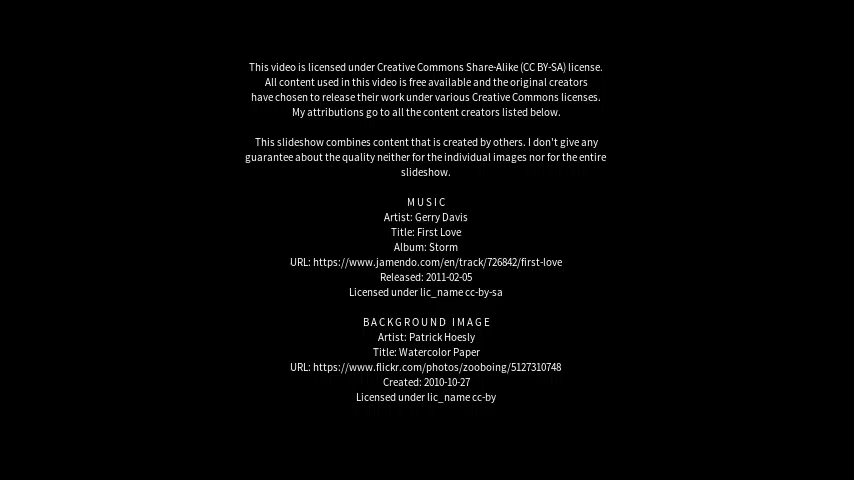 This video is licensed under Creative Commons Share-Alike (CC BY-SA) license.
All content used in this video is free available and the original creators
have chosen to release their work under various Creative Commons licenses.
My attributions go to all the content creators listed below.
This slideshow combines content that is created by others. I don't give any
guarantee about the quality neither for the individual images nor for the entire
slideshow.
M U S I C
Artist: Gerry Davis
Title: First Love
Album: Storm
URL: https://www.jamendo.com/en/track/726842/first-love
Released: 2011-02-05
Licensed under lic_name cc-by-sa
B A C K G R O U N D   I M A G E
Artist: Patrick Hoesly
Title: Watercolor Paper
URL: https://www.flickr.com/photos/zooboing/5127310748
Created: 2010-10-27
Licensed under lic_name cc-by